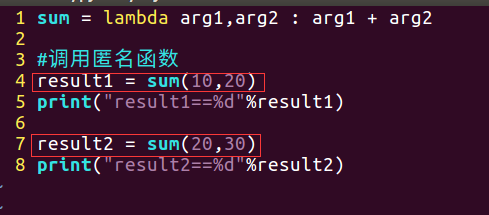 1 sum = lambda arg1,arg2 : arg1 + arg2
2
3 #调用匿名函数
4 result1 = sum(10,20)
5 print("result1==%d"%result1)
6
7 result2 = sum(20,30)
8 print("result2==%d"%result2)
~
~